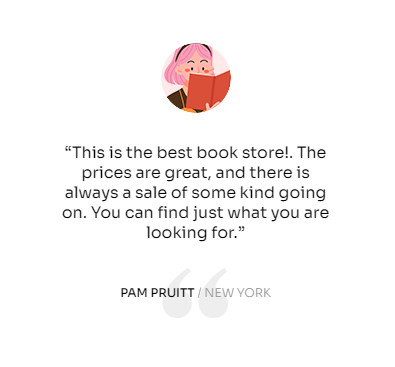 “This is the best book store!. The
prices are great, and there is
always a sale of some kind going
on. You can find just what you are
looking for.”
PAM PRUITT / NEW YORK